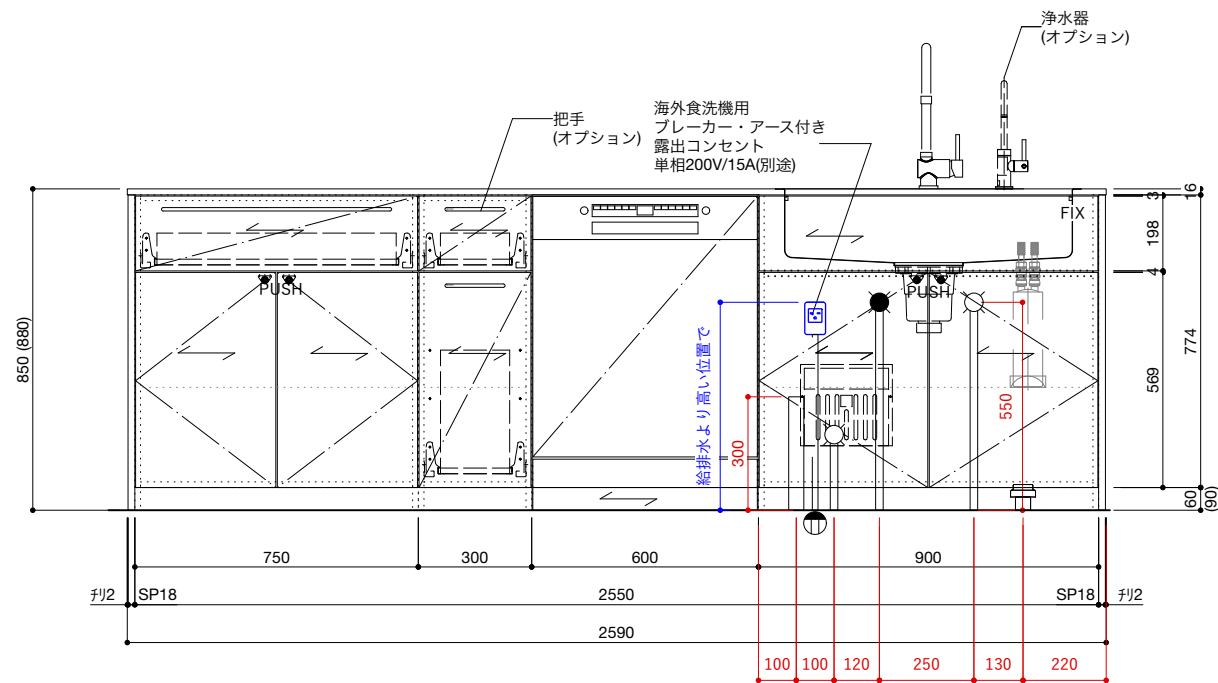 浄水器
(オプション)
把手
(オプション)
海外食洗機用
ブレーカー・アース付き
露出コンセント
単相200V/15A(別途)
FIX
PUSH
PUSH
給排水より高い位置で
300
550
850 (880)
16
3
198
4
774
569
60
(90)
750
300
600
900
ﾁﾘ2
SP18
2550
SP18
ﾁﾘ2
2590
100
100
120
250
130
220